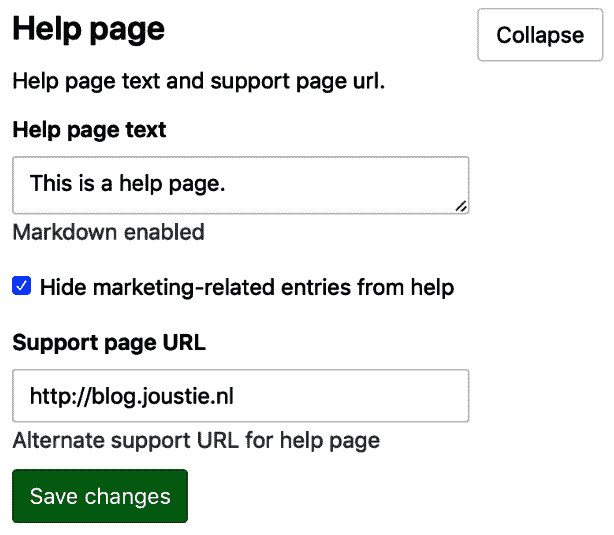 Help page
Collapse
Help page text and support page url.
Help page text
This is a help page.
Markdown enabled
Hide marketing-related entries from help
Support page URL
http://blog.joustie.nl
Alternate support URL for help page
Save changes